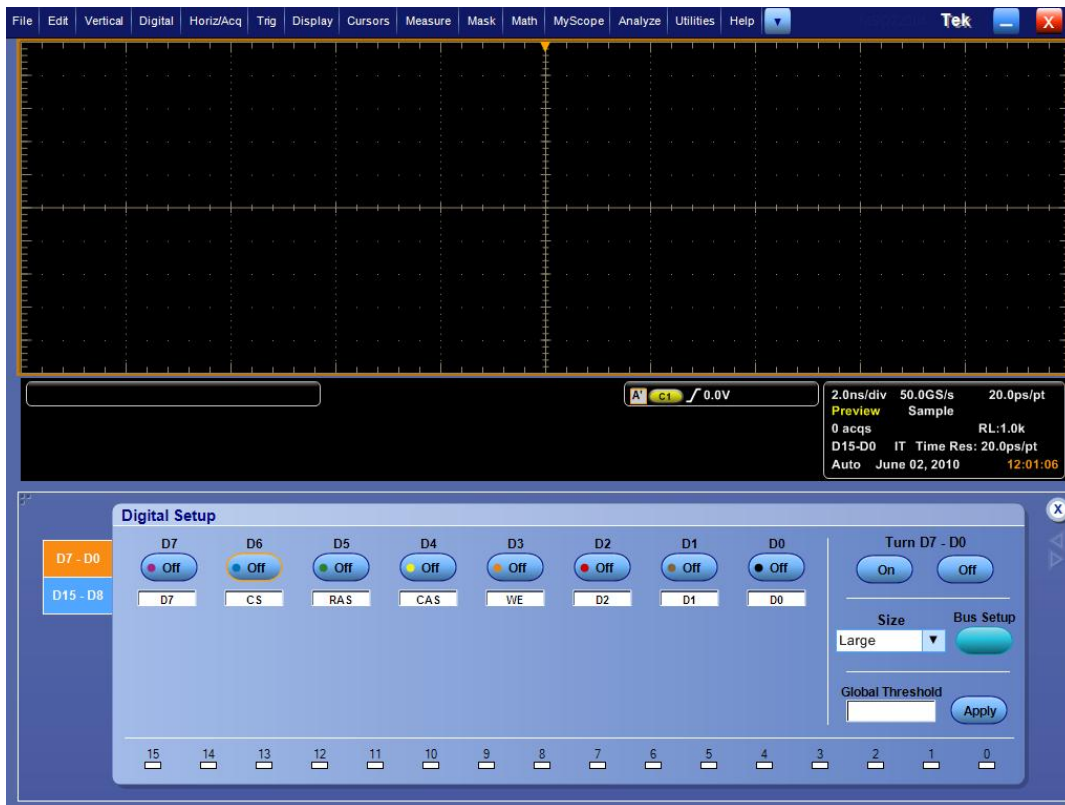 File Edit Vertical Digital Horiz/Acq Trig Display Cursors Measure Mask Math MyScope Analyze Utilities Help Tek X
A' C1 0.0V
2.0ns/div 50.0GS/s 20.0ps/pt
Preview Sample
0 acqs RL:1.0k
D15-D0 IT Time Res: 20.0ps/pt
Auto June 02, 2010 12:01:06
X
Digital Setup
D7 - D0
D15 - D8
D7 D6 D5 D4 D3 D2 D1 D0
Off Off Off Off Off Off Off Off
D7 CS RAS CAS WE D2 D1 D0
Turn D7 - D0
On Off
Size Bus Setup
Large
Global Threshold
Apply
15 14 13 12 11 10 9 8 7 6 5 4 3 2 1 0